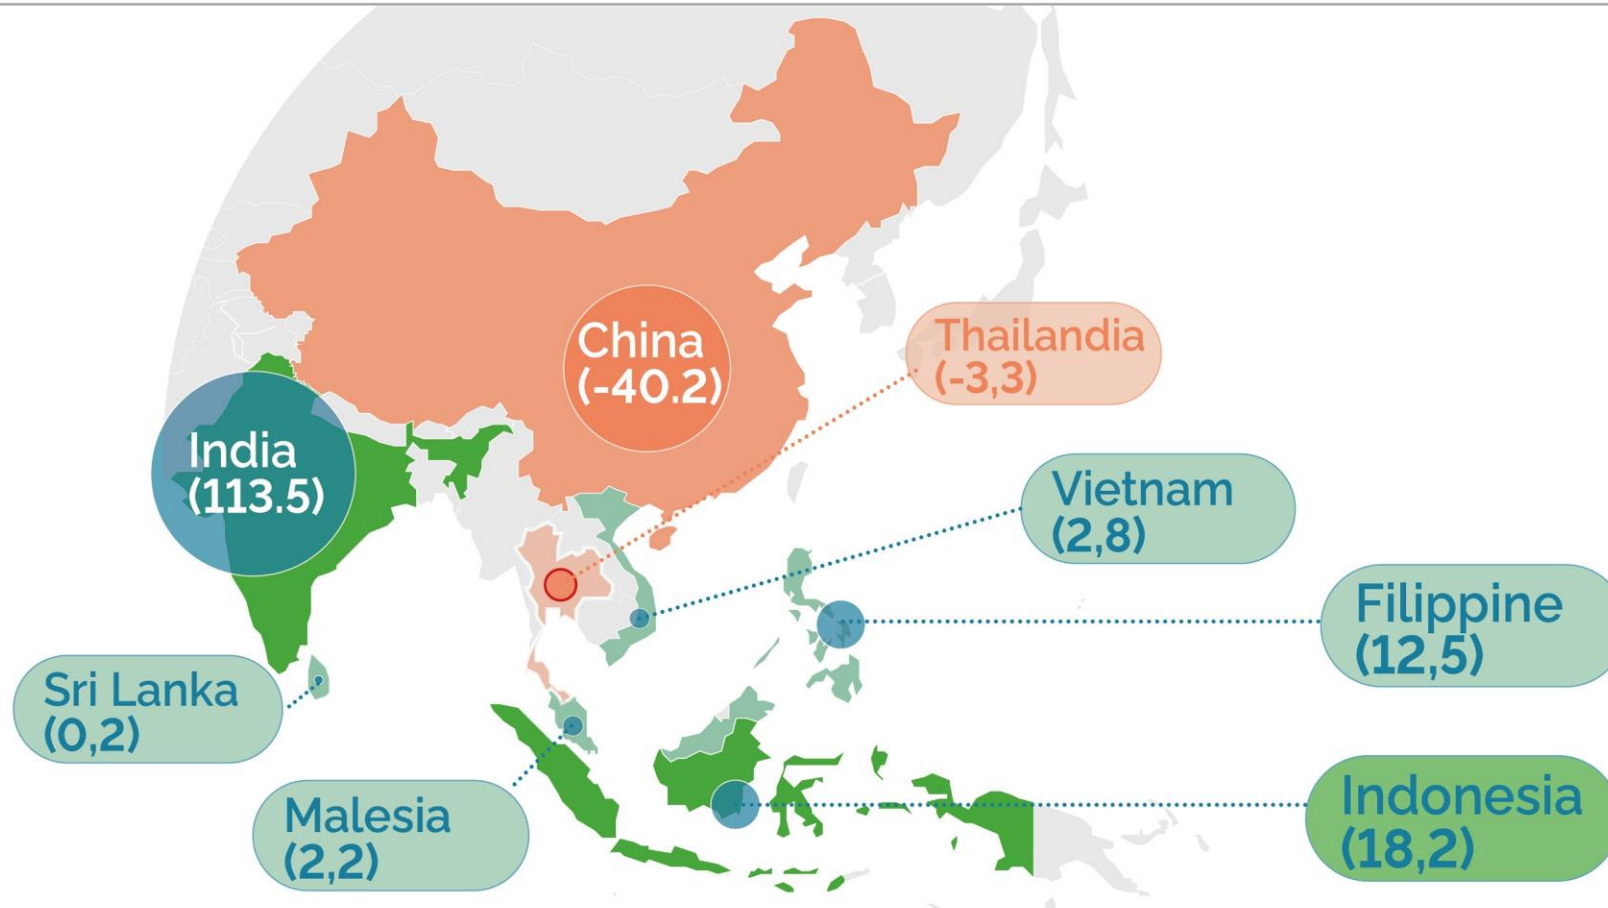 China
(-40.2)
Thailandia
(-3,3)
India
(113.5)
Vietnam
(2,8)
Filippine
(12,5)
Sri Lanka
(0,2)
Malesia
(2,2)
Indonesia
(18,2)